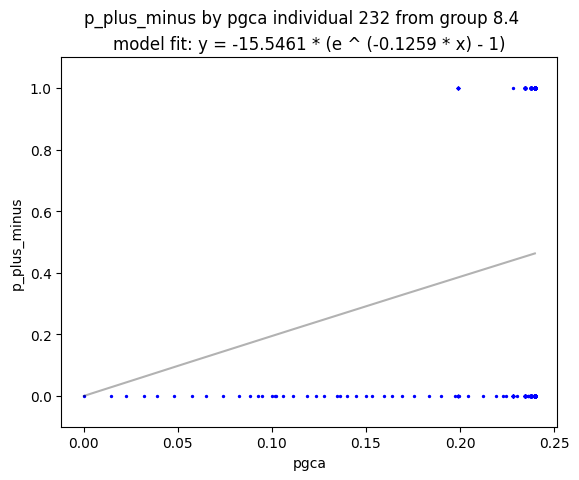 p_plus_minus by pgca individual 232 from group 8.4
model fit: y = -15.5461 * (e ^ (-0.1259 * x) - 1)
1.0
0.8
0.6
0.4
0.2
0.0
p_plus_minus
0.00 0.05 0.10 0.15 0.20 0.25
pgca